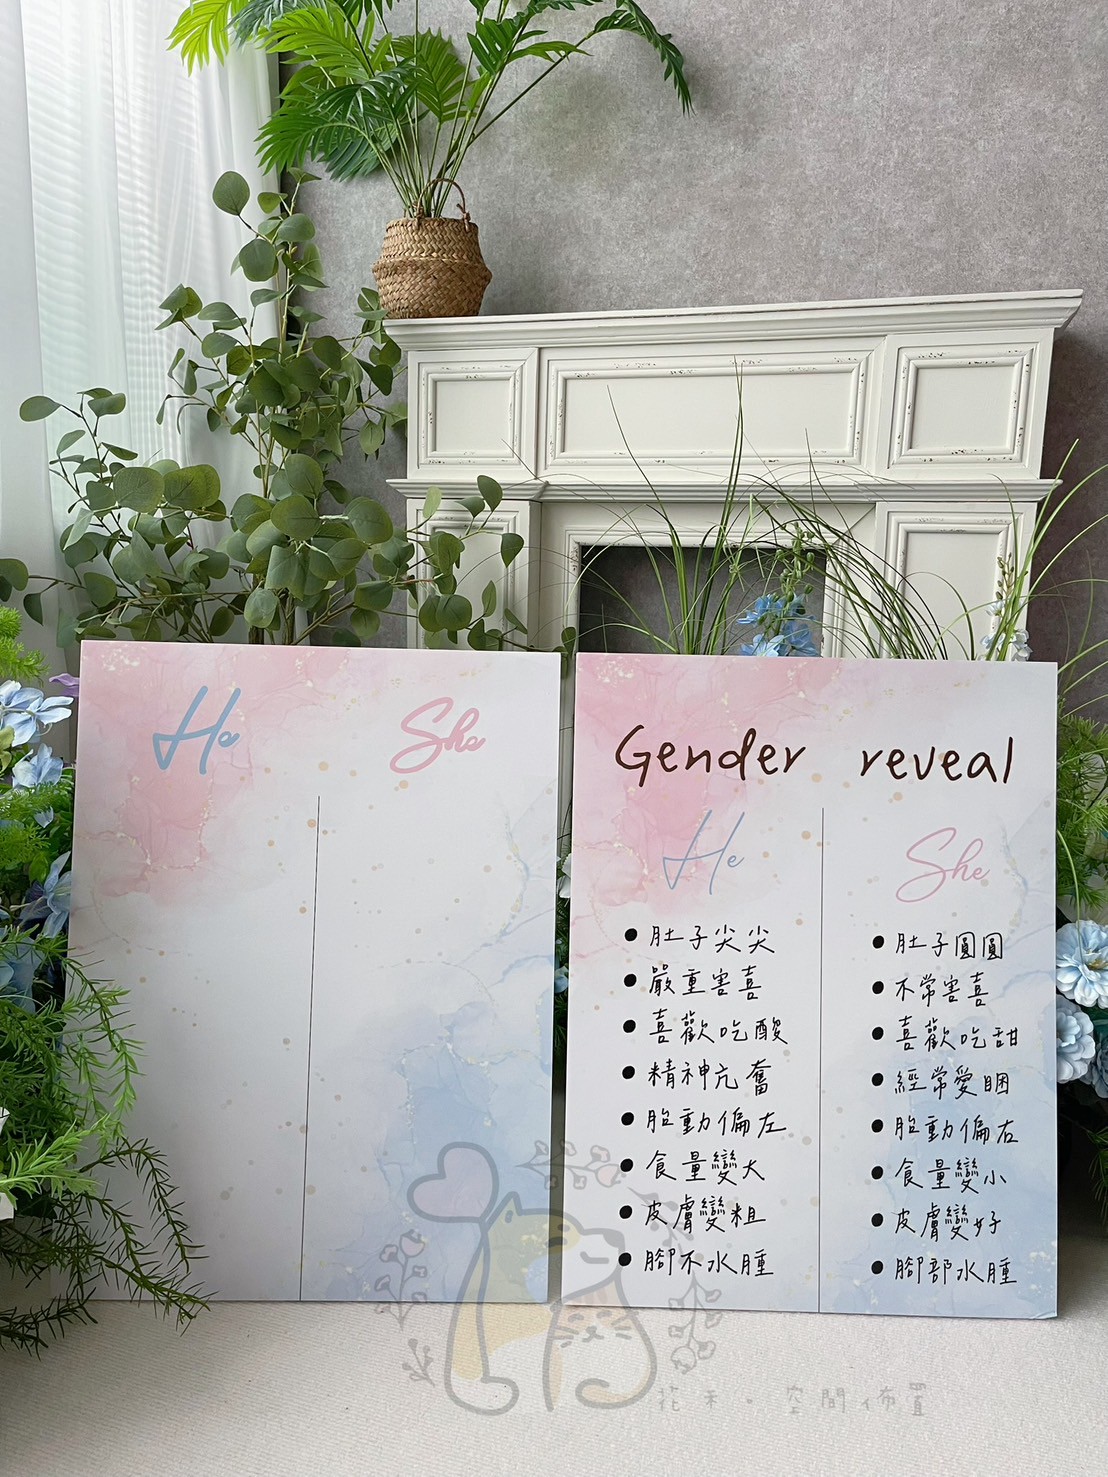 He She
Gender reveal
He She
● 肚子尖尖
● 嚴重害喜
● 喜歡吃酸
● 精神亢奮
● 胎動偏左
● 食量變大
● 皮膚變粗
● 腳不水腫
● 肚子圓圓
● 不常害喜
● 喜歡吃甜
● 經常愛睏
● 胎動偏右
● 食量變小
● 皮膚變好
● 腳部水腫
花禾。空間佈置